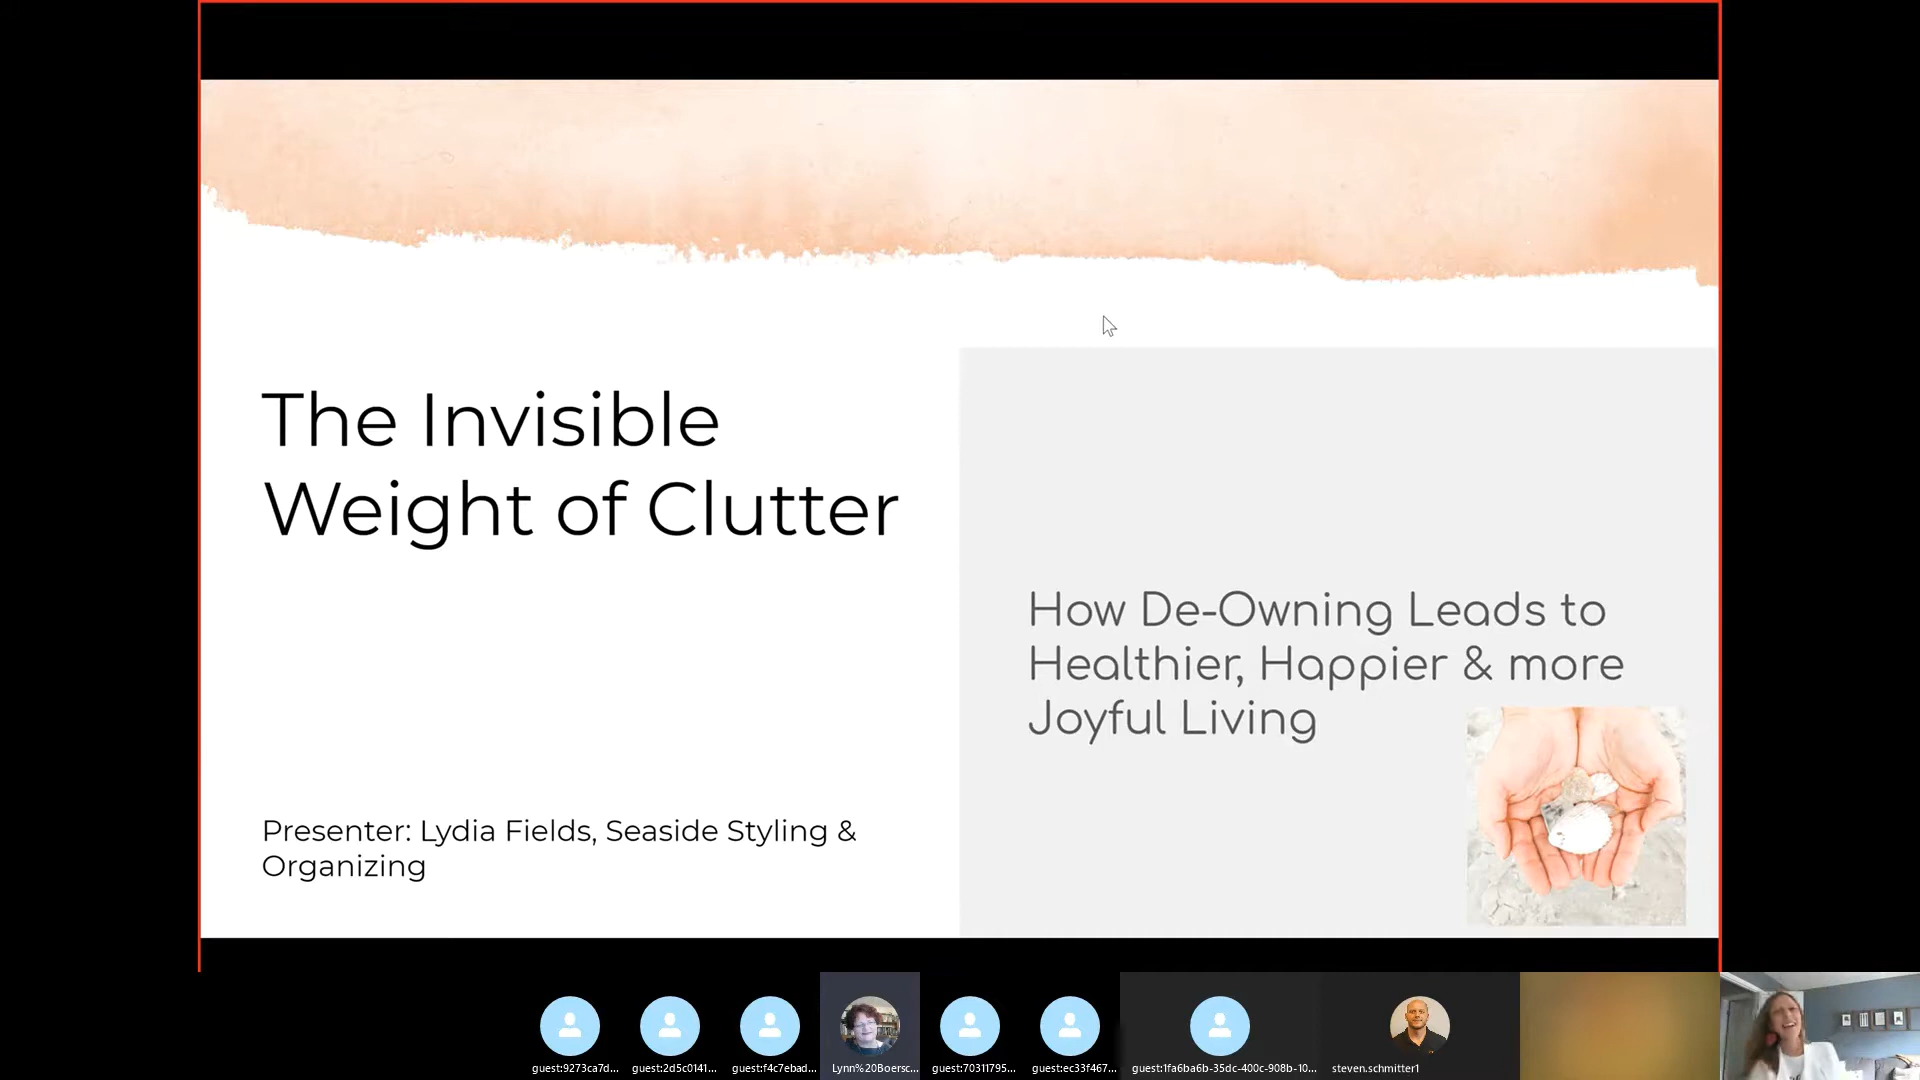 The Invisible
Weight of Clutter
How De-Owning Leads to
Healthier, Happier & more
Joyful Living
Presenter: Lydia Fields, Seaside Styling &
Organizing
guest:9273ca7d...
guest:2d5c0141...
guest:f4c7ebad...
Lynn%20Boersc...
guest:70311795...
guest:ec33f467...
guest:1fa6ba6b-35dc-400c-908b-10...
steven.schmitter1